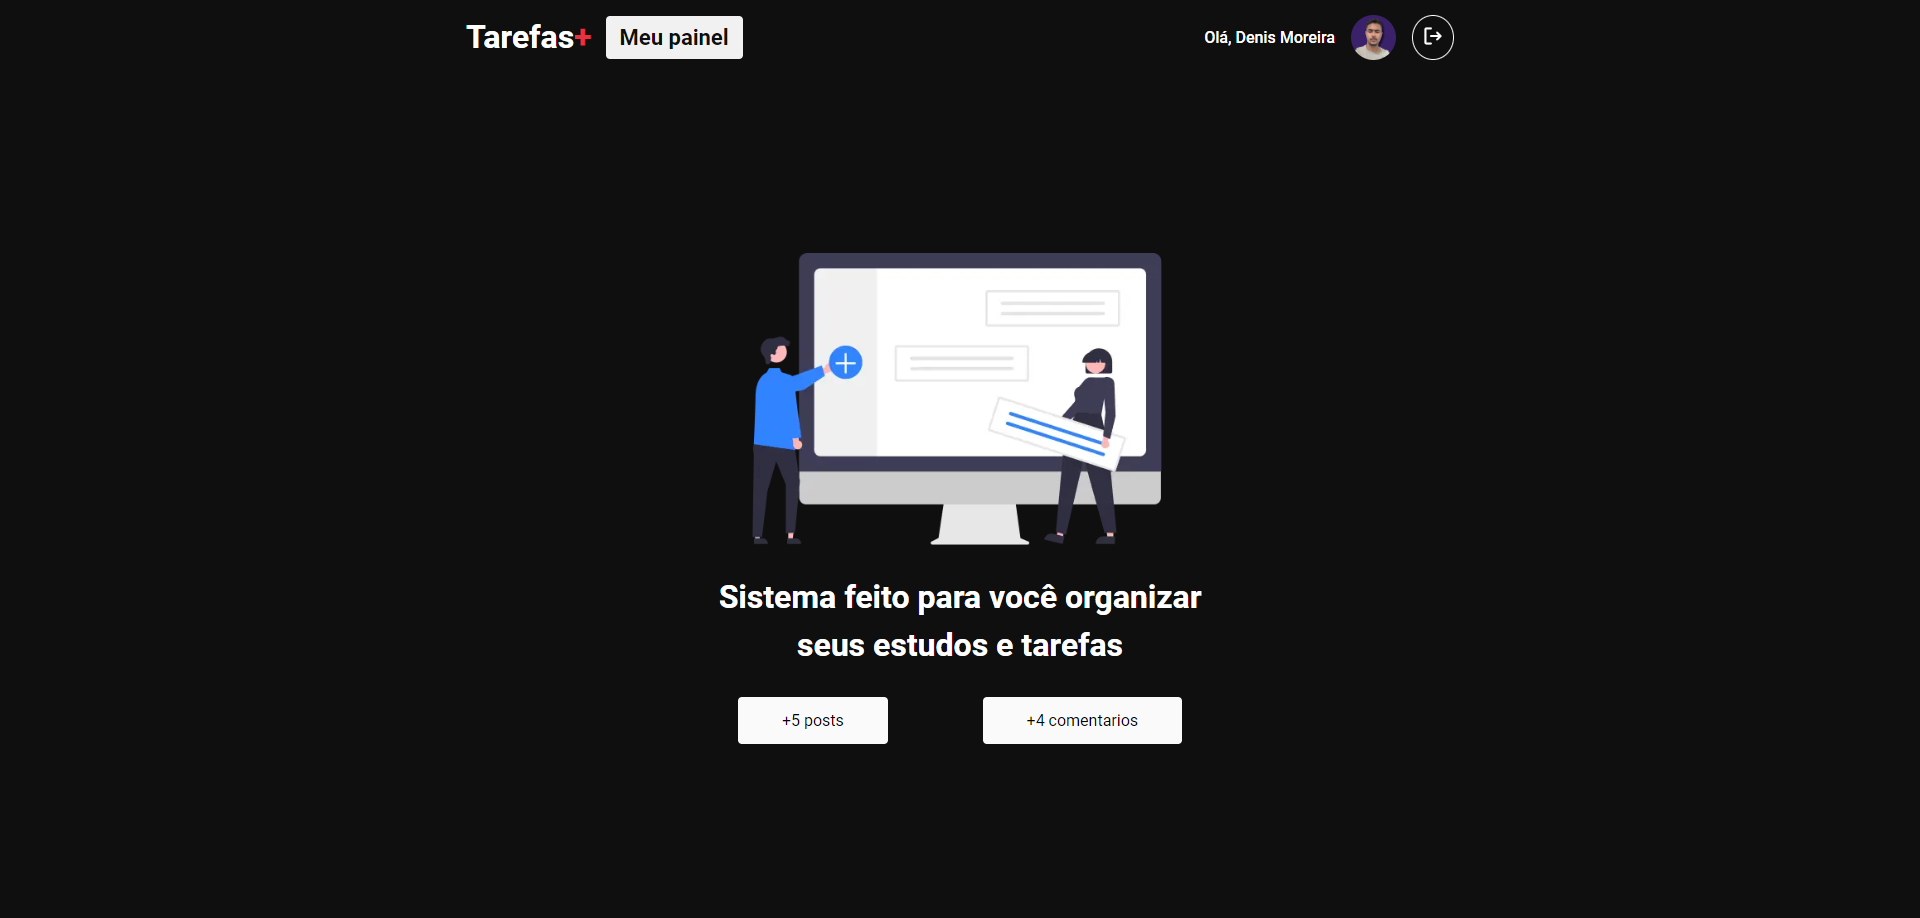 Tarefas+
Meu painel
Olá, Denis Moreira
Sistema feito para você organizar
seus estudos e tarefas
+5 posts
+4 comentarios